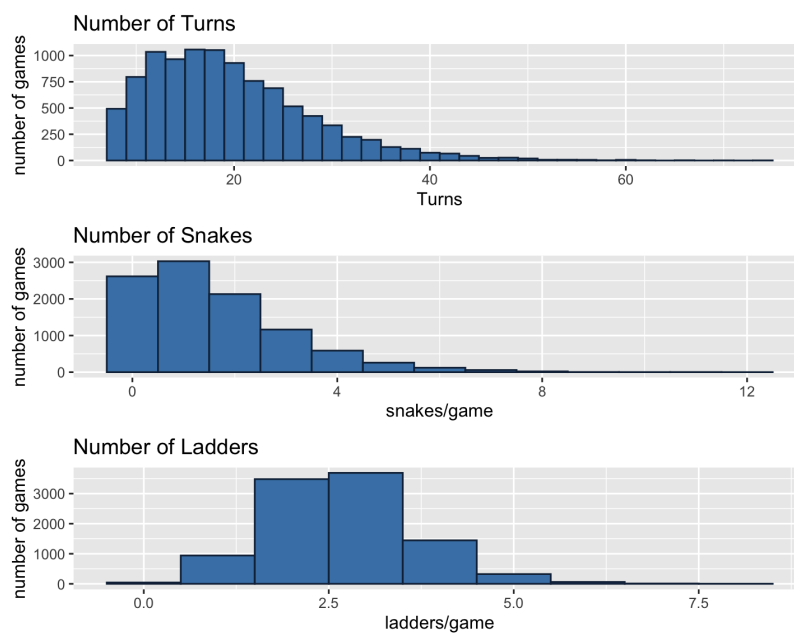 Number of Turns
number of games
1000
750
500
250
0
20
40
60
Turns
Number of Snakes
number of games
3000
2000
1000
0
0
4
8
12
snakes/game
Number of Ladders
number of games
3000
2000
1000
0
0.0
2.5
5.0
7.5
ladders/game